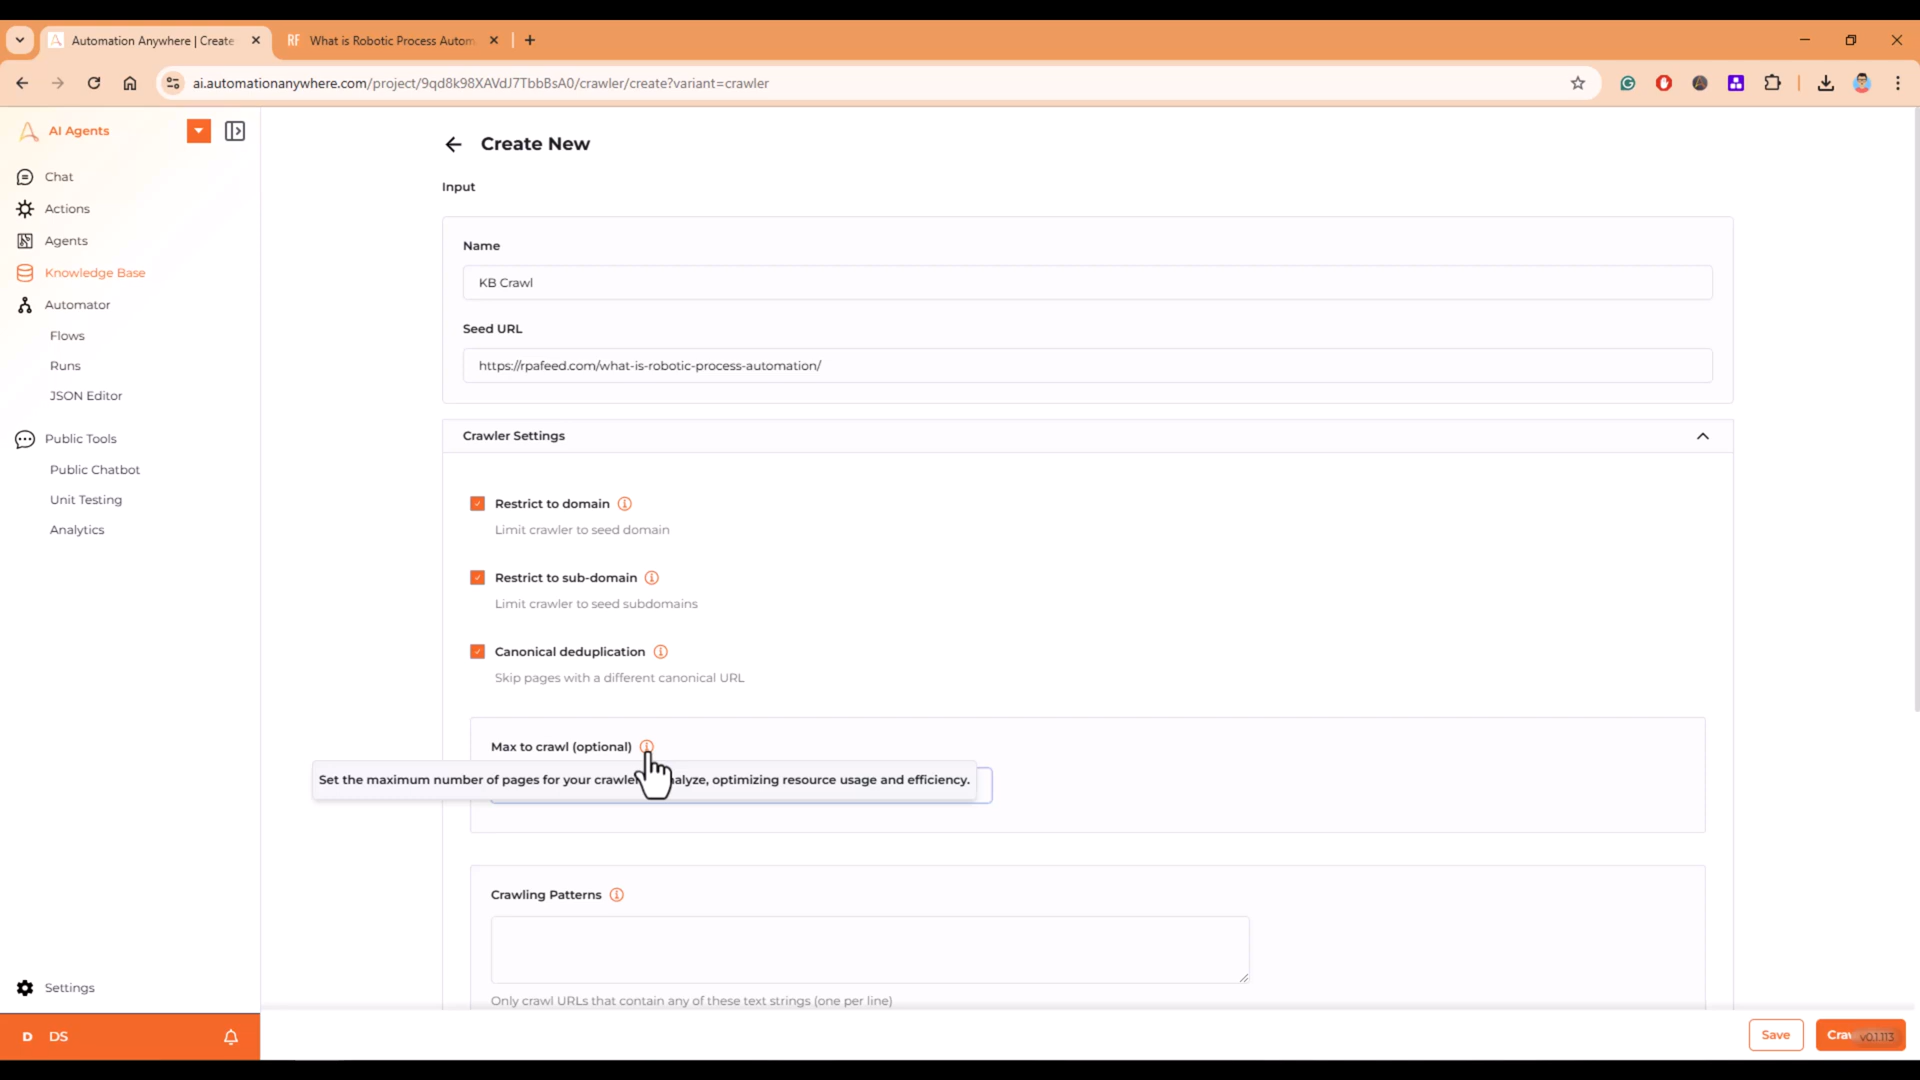 Automation Anywhere | Create
RF What is Robotic Process Autom
ai.automationanywhere.com/project/9qd8k98XAVdJ7TbbBsA0/crawler/create?variant=crawler
AI Agents
Chat
Actions
Agents
Knowledge Base
Automator
Flows
Runs
JSON Editor
Public Tools
Public Chatbot
Unit Testing
Analytics
Settings
D DS
Create New
Input
Name
KB Crawl
Seed URL
https://rpafeed.com/what-is-robotic-process-automation/
Crawler Settings
Restrict to domain
Limit crawler to seed domain
Restrict to sub-domain
Limit crawler to seed subdomains
Canonical deduplication
Skip pages with a different canonical URL
Max to crawl (optional)
Set the maximum number of pages for your crawler alyze, optimizing resource usage and efficiency.
Crawling Patterns
Only crawl URLs that contain any of these text strings (one per line)
Save
v0.1.113